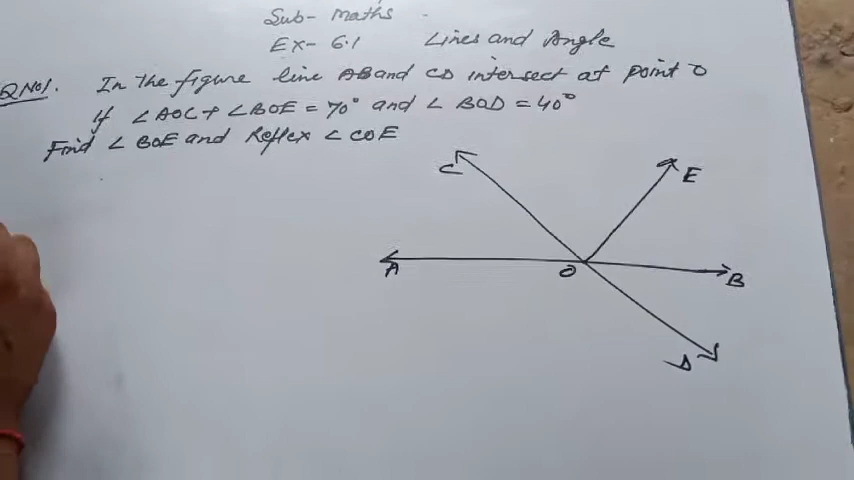 Sub- Maths
Ex- 6.1 Lines and Angle
QNo1. In the figure line AB and CD intersect at point O
If ∠AOC + ∠BOE = 70° and ∠BOD = 40°
Find ∠BOE and Reflex ∠COE
C
E
A
O
B
D